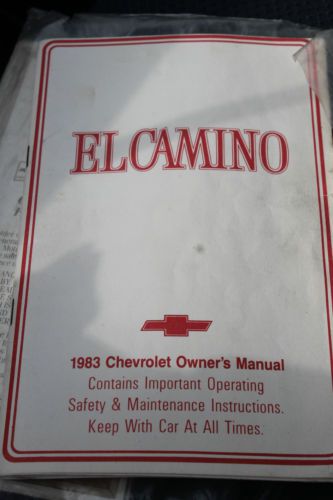 EL CAMINO
1983 Chevrolet Owner's Manual
Contains Important Operating
Safety & Maintenance Instructions.
Keep With Car At All Times.